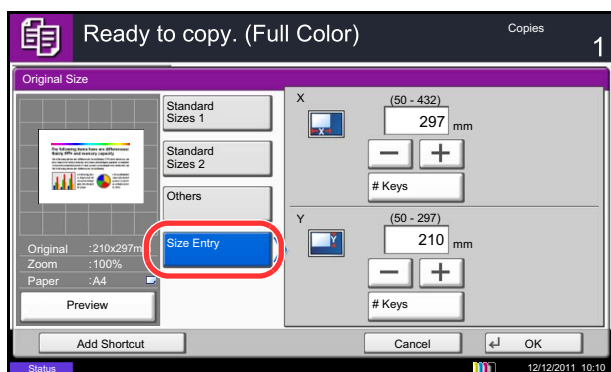 Ready to copy. (Full Color)
Copies
1
Original Size
Standard
Sizes 1
Standard
Sizes 2
Others
Size Entry
X
(50 - 432)
297 mm
# Keys
Y
(50 - 297)
210 mm
# Keys
Original :210x297m
Zoom :100%
Paper :A4
Preview
Add Shortcut
Cancel
OK
Status
12/12/2011 10:10